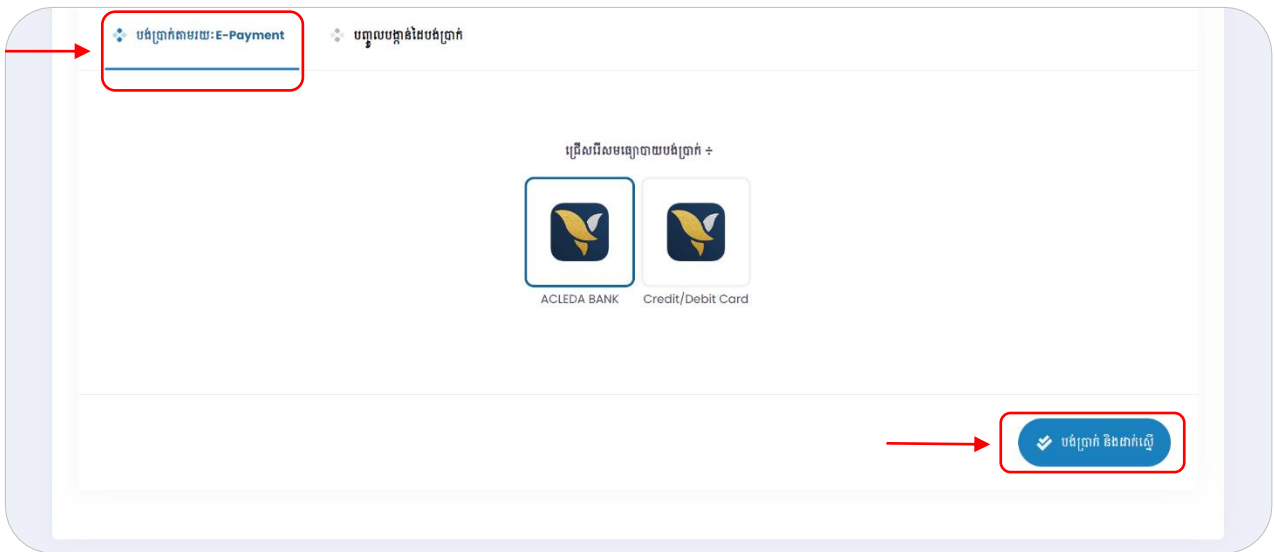 បង់ប្រាក់តាមរយៈE-Payment
បញ្ចូលបង្កាន់ដៃបង់ប្រាក់
ជ្រើសរើសមធ្យោបាយបង់ប្រាក់ ÷
ACLEDA BANK
Credit/Debit Card
បង់ប្រាក់ និងដាក់ស្នើ